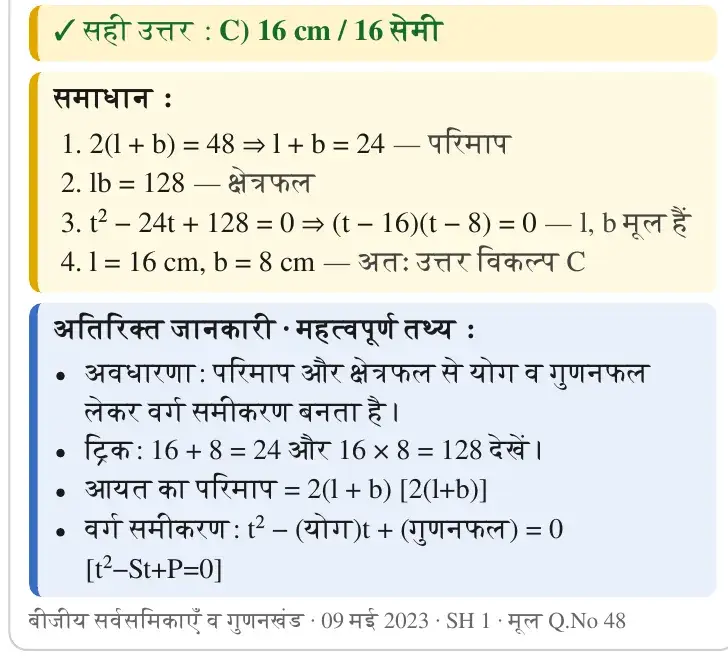 ✓ सही उत्तर : C) 16 cm / 16 सेमी
समाधान :
1. 2(l + b) = 48 ⇒ l + b = 24 — परिमाप
2. lb = 128 — क्षेत्रफल
3. t² − 24t + 128 = 0 ⇒ (t − 16)(t − 8) = 0 — l, b मूल हैं
4. l = 16 cm, b = 8 cm — अतः उत्तर विकल्प C
अतिरिक्त जानकारी · महत्वपूर्ण तथ्य :
• अवधारणा : परिमाप और क्षेत्रफल से योग व गुणनफल
लेकर वर्ग समीकरण बनता है।
• ट्रिक : 16 + 8 = 24 और 16 × 8 = 128 देखें।
• आयत का परिमाप = 2(l + b) [2(l+b)]
• वर्ग समीकरण : t² − (योग)t + (गुणनफल) = 0
[t²−St+P=0]
बीजीय सर्वसमिकाएँ व गुणनखंड · 09 मई 2023 · SH 1 · मूल Q.No 48